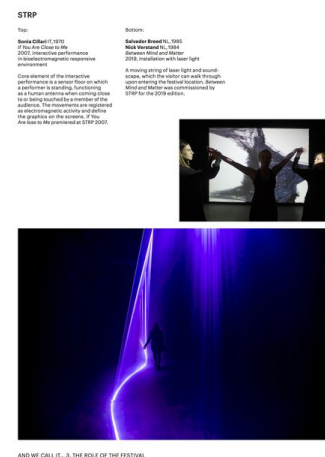 STRP
Top:
Sonia Cillari IT, 1970
If You Are Close to Me
2007, interactive performance
in bioelectromagnetic responsive
environment
Core element of the interactive
performance is a sensor floor on which
a performer is standing, functioning
as a human antenna when coming close
to or being touched by a member of the
audience. The movements are registered
as electromagnetic activity and define
the graphics on the screens. If You
Are lose to Me premiered at STRP 2007.
Bottom:
Salvador Breed NL, 1985
Nick Verstand NL, 1984
Between Mind and Matter
2019, installation with laser light
A moving string of laser light and sound-
scape, which the visitor can walk through
upon entering the festival location. Between
Mind and Matter was commissioned by
STRP for the 2019 edition.
AND WE CALL IT... 3. THE ROLE OF THE FESTIVAL